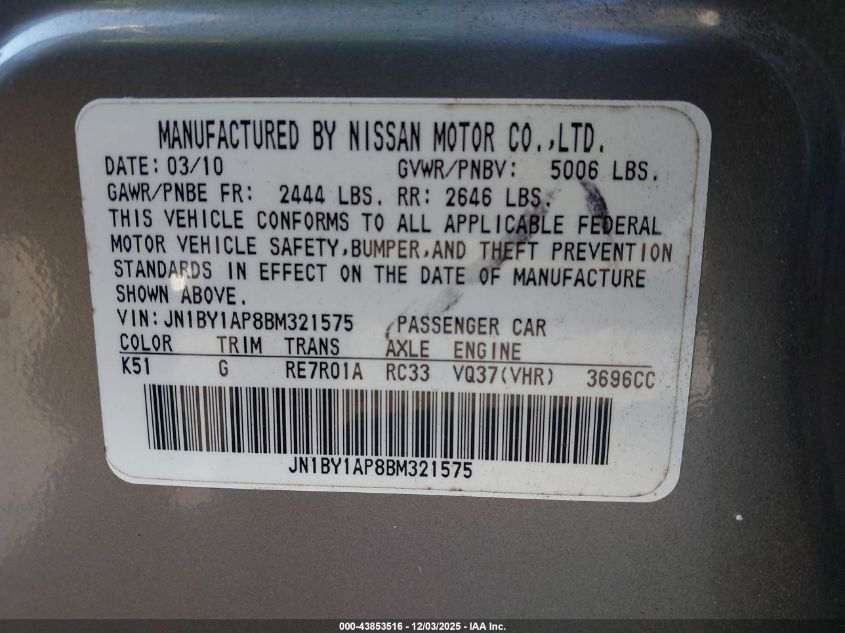 MANUFACTURED BY NISSAN MOTOR CO.,LTD.
DATE: 03/10 GVWR/PNBV: 5006 LBS.
GAWR/PNBE FR: 2444 LBS. RR: 2646 LBS.
THIS VEHICLE CONFORMS TO ALL APPLICABLE FEDERAL
MOTOR VEHICLE SAFETY,BUMPER,AND THEFT PREVENTION
STANDARDS IN EFFECT ON THE DATE OF MANUFACTURE
SHOWN ABOVE.
VIN: JN1BY1AP8BM321575 PASSENGER CAR
COLOR TRIM TRANS AXLE ENGINE
K51 G RE7R01A RC33 VQ37(VHR) 3696CC
JN1BY1AP8BM321575
000-43853516 - 12/03/2025 - IAA Inc.